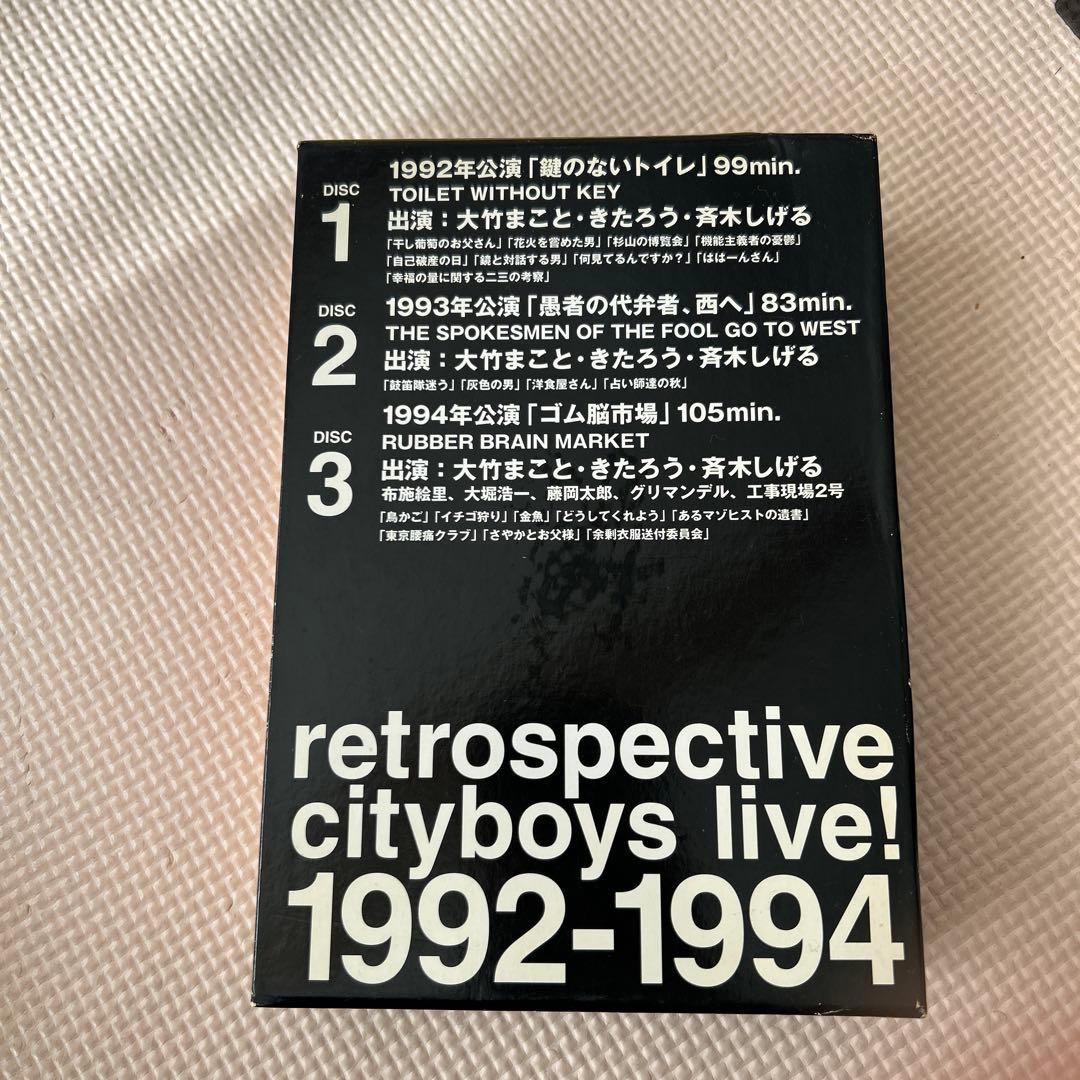 DISC
1
1992年公演「鍵のないトイレ」99min.
TOILET WITHOUT KEY
出演：大竹まこと・きたろう・斉木しげる
「干し葡萄のお父さん」「花火を嘗めた男」「杉山の博覧会」「機能主義者の憂鬱」
「自己破産の日」「鏡と対話する男」「何見てるんですか？」「ははーんさん」
「幸福の量に関する二三の考察」
DISC
2
1993年公演「愚者の代弁者、西へ」83min.
THE SPOKESMEN OF THE FOOL GO TO WEST
出演：大竹まこと・きたろう・斉木しげる
「鼓笛隊迷う」「灰色の男」「洋食屋さん」「占い師達の秋」
DISC
3
1994年公演「ゴム脳市場」105min.
RUBBER BRAIN MARKET
出演：大竹まこと・きたろう・斉木しげる
布施絵里、大堀浩一、藤岡太郎、グリマンデル、工事現場2号
「鳥かご」「イチゴ狩り」「金魚」「どうしてくれよう」「あるマゾヒストの遺書」
「東京腰痛クラブ」「さやかとお父様」「余剰衣服送付委員会」
retrospective
cityboys live!
1992-1994